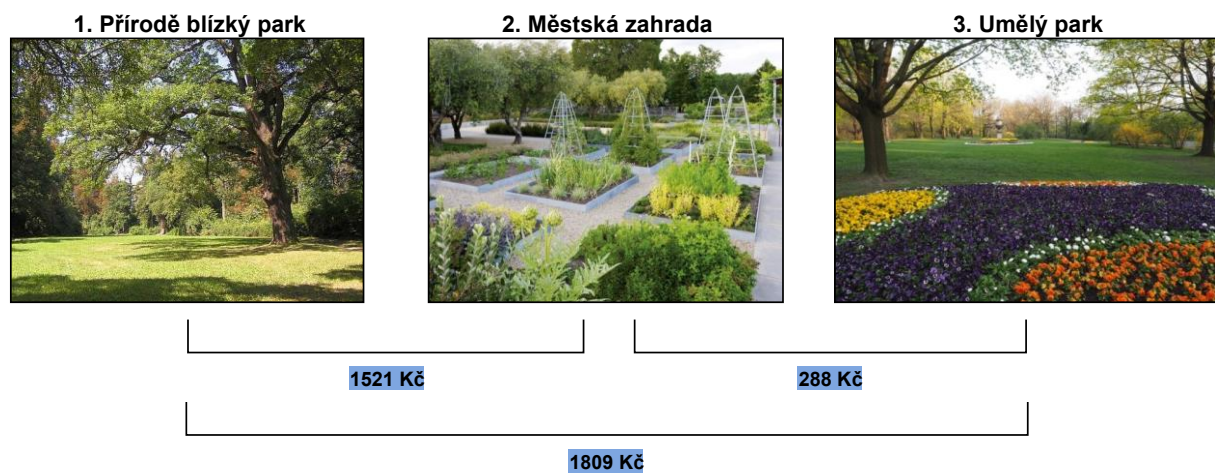 1. Přírodě blízký park
2. Městská zahrada
3. Umělý park
1521 Kč
288 Kč
1809 Kč